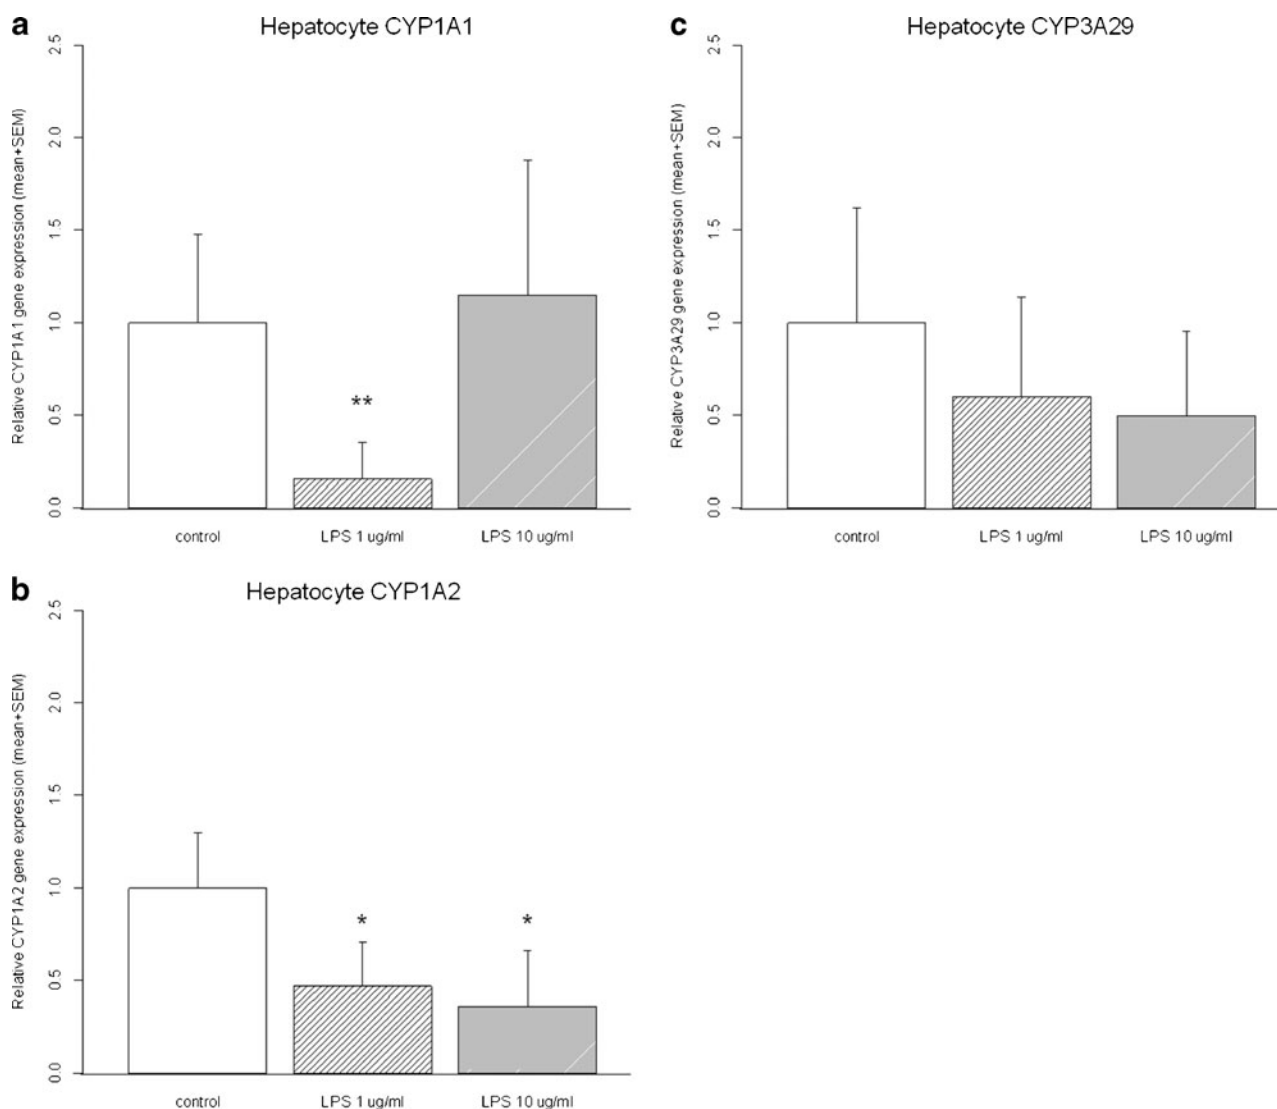 a
Hepatocyte CYP1A1
Relative CYP1A1 gene expression (mean+SEM)
2.5
2.0
1.5
1.0
0.5
0.0
**
control
LPS 1 ug/ml
LPS 10 ug/ml
b
Hepatocyte CYP1A2
Relative CYP1A2 gene expression (mean+SEM)
2.5
2.0
1.5
1.0
0.5
0.0
*
*
control
LPS 1 ug/ml
LPS 10 ug/ml
c
Hepatocyte CYP3A29
Relative CYP3A29 gene expression (mean+SEM)
2.5
2.0
1.5
1.0
0.5
0.0
control
LPS 1 ug/ml
LPS 10 ug/ml